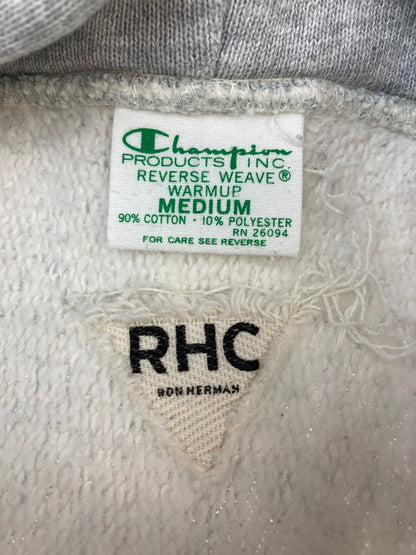 Champion
PRODUCTS INC.
REVERSE WEAVE®
WARMUP
MEDIUM
90% COTTON · 10% POLYESTER
RN 26094
FOR CARE SEE REVERSE
RHC
RON HERMAN